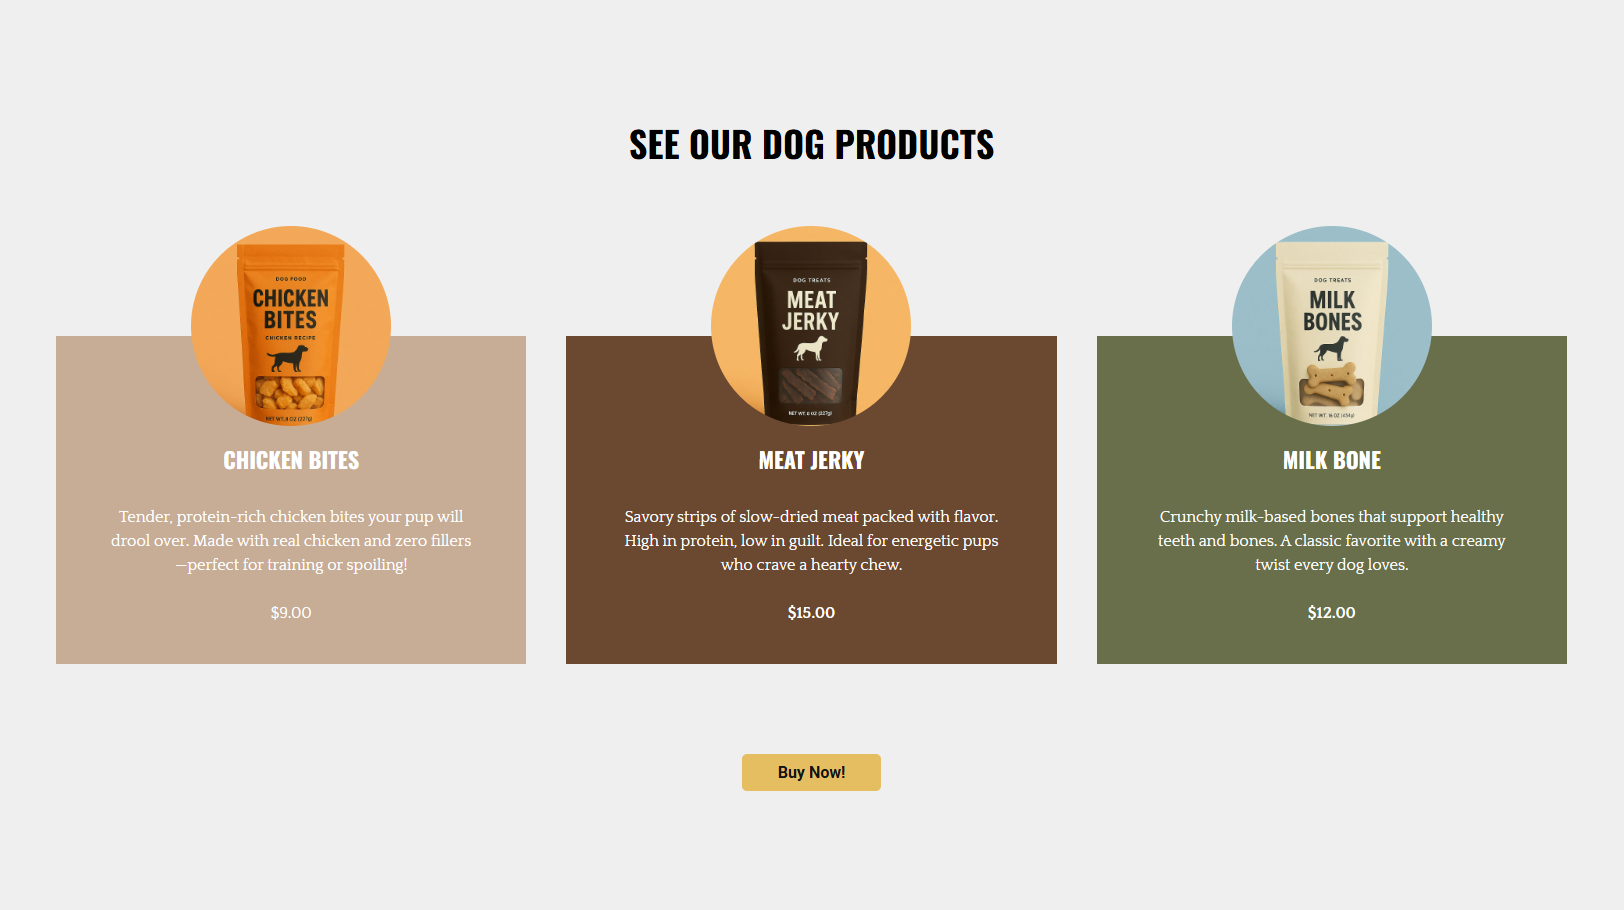 SEE OUR DOG PRODUCTS
DOG FOOD
CHICKEN
BITES
CHICKEN RECIPE
NET WT. 8 OZ (227g)
DOG TREATS
MEAT
JERKY
NET WT. 8 OZ (227g)
DOG TREATS
MILK
BONES
NET WT. 16 OZ (454g)
CHICKEN BITES
Tender, protein-rich chicken bites your pup will
drool over. Made with real chicken and zero fillers
—perfect for training or spoiling!
$9.00
MEAT JERKY
Savory strips of slow-dried meat packed with flavor.
High in protein, low in guilt. Ideal for energetic pups
who crave a hearty chew.
$15.00
MILK BONE
Crunchy milk-based bones that support healthy
teeth and bones. A classic favorite with a creamy
twist every dog loves.
$12.00
Buy Now!